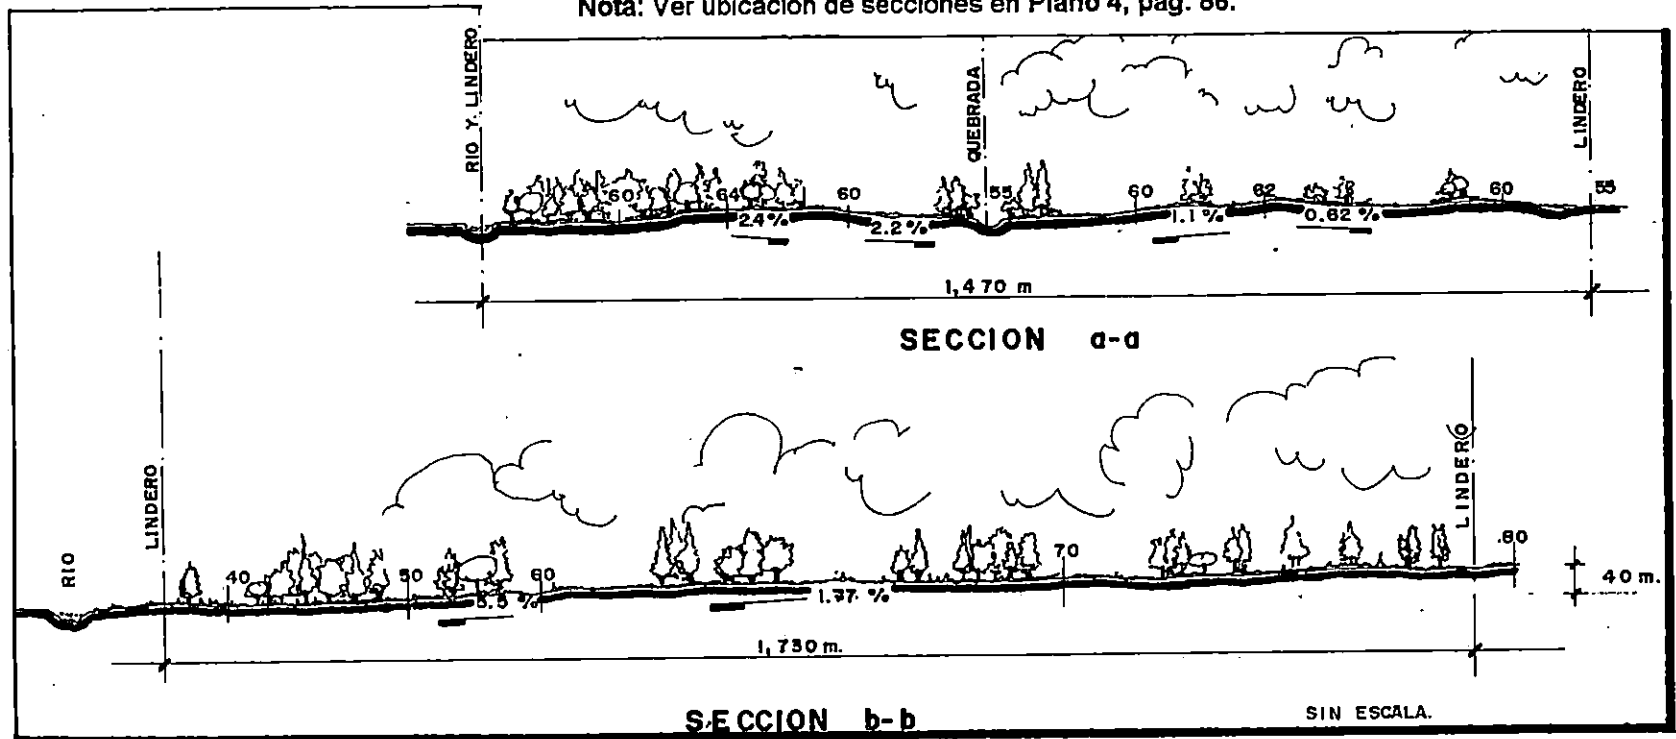 Nota: Ver ubicación de secciones en Plano 4, pag. 86.
RIO Y LINDERO
QUEBRADA
LINDERO
60
64
60
55
60
62
60
55
2.4 %
2.2 %
1.1 %
0.62 %
1,470 m
SECCION a-a
RIO
LINDERO
LINDERO
40
50
60
70
80
5.5 %
1.77 %
40 m.
1,730 m.
SECCION b-b
SIN ESCALA.